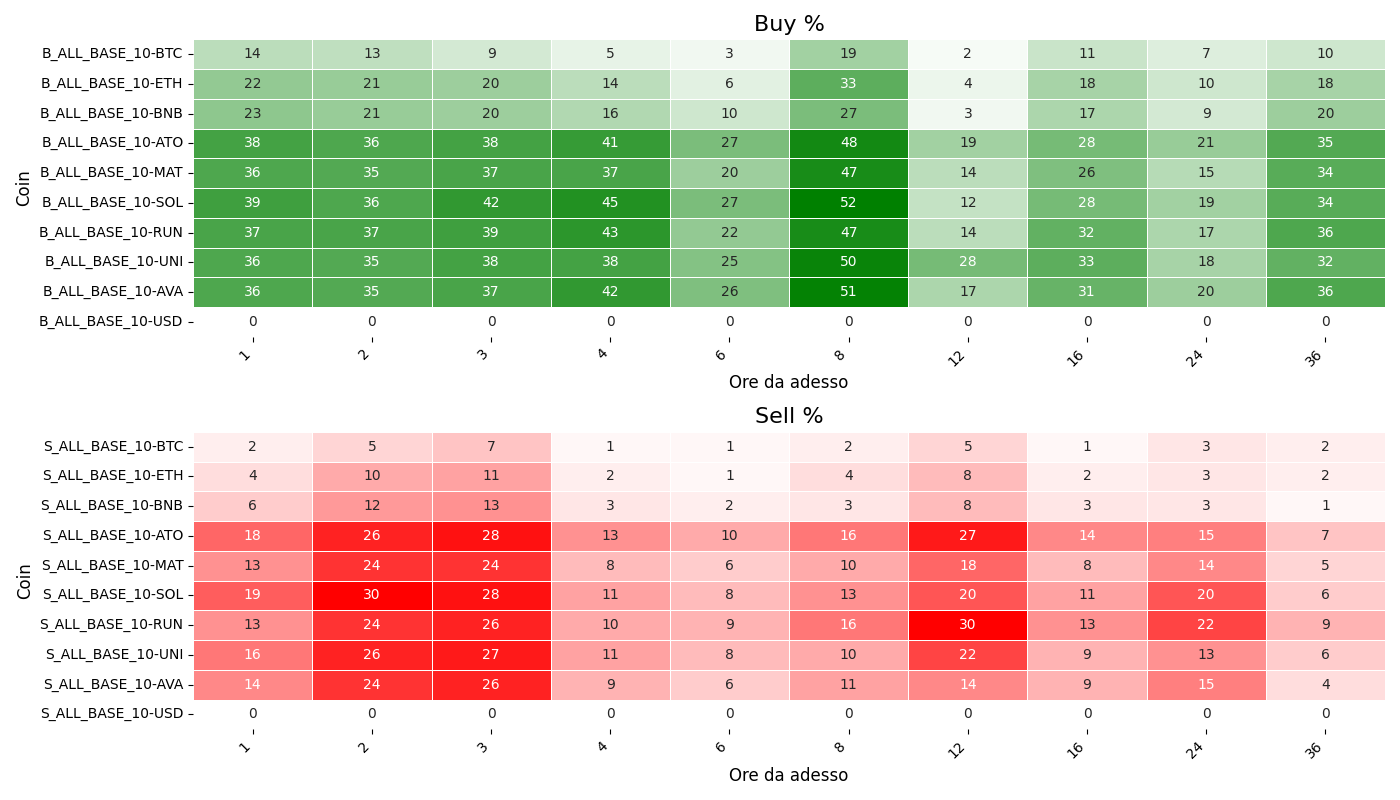 Buy %
Coin
B_ALL_BASE_10-BTC 14 13 9 5 3 19 2 11 7 10
B_ALL_BASE_10-ETH 22 21 20 14 6 33 4 18 10 18
B_ALL_BASE_10-BNB 23 21 20 16 10 27 3 17 9 20
B_ALL_BASE_10-ATO 38 36 38 41 27 48 19 28 21 35
B_ALL_BASE_10-MAT 36 35 37 37 20 47 14 26 15 34
B_ALL_BASE_10-SOL 39 36 42 45 27 52 12 28 19 34
B_ALL_BASE_10-RUN 37 37 39 43 22 47 14 32 17 36
B_ALL_BASE_10-UNI 36 35 38 38 25 50 28 33 18 32
B_ALL_BASE_10-AVA 36 35 37 42 26 51 17 31 20 36
B_ALL_BASE_10-USD 0 0 0 0 0 0 0 0 0 0
1 2 3 4 6 8 12 16 24 36
Ore da adesso
Sell %
Coin
S_ALL_BASE_10-BTC 2 5 7 1 1 2 5 1 3 2
S_ALL_BASE_10-ETH 4 10 11 2 1 4 8 2 3 2
S_ALL_BASE_10-BNB 6 12 13 3 2 3 8 3 3 1
S_ALL_BASE_10-ATO 18 26 28 13 10 16 27 14 15 7
S_ALL_BASE_10-MAT 13 24 24 8 6 10 18 8 14 5
S_ALL_BASE_10-SOL 19 30 28 11 8 13 20 11 20 6
S_ALL_BASE_10-RUN 13 24 26 10 9 16 30 13 22 9
S_ALL_BASE_10-UNI 16 26 27 11 8 10 22 9 13 6
S_ALL_BASE_10-AVA 14 24 26 9 6 11 14 9 15 4
S_ALL_BASE_10-USD 0 0 0 0 0 0 0 0 0 0
1 2 3 4 6 8 12 16 24 36
Ore da adesso